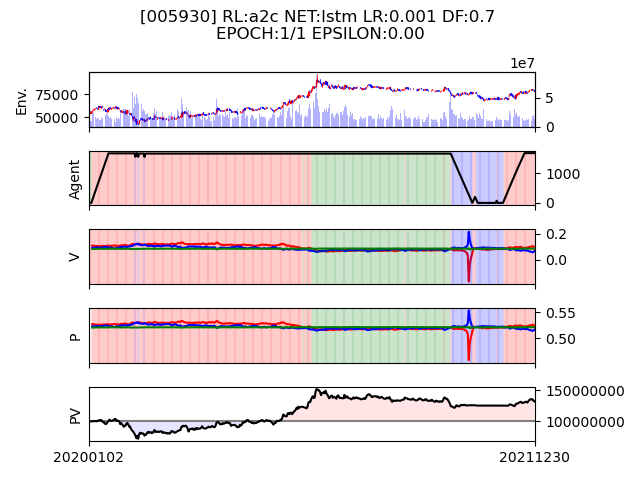 [005930] RL:a2c NET:lstm LR:0.001 DF:0.7
EPOCH:1/1 EPSILON:0.00
1e7
Env.
75000
50000
5
0
Agent
1000
0
V
0.2
0.0
P
0.55
0.50
PV
150000000
100000000
20200102
20211230